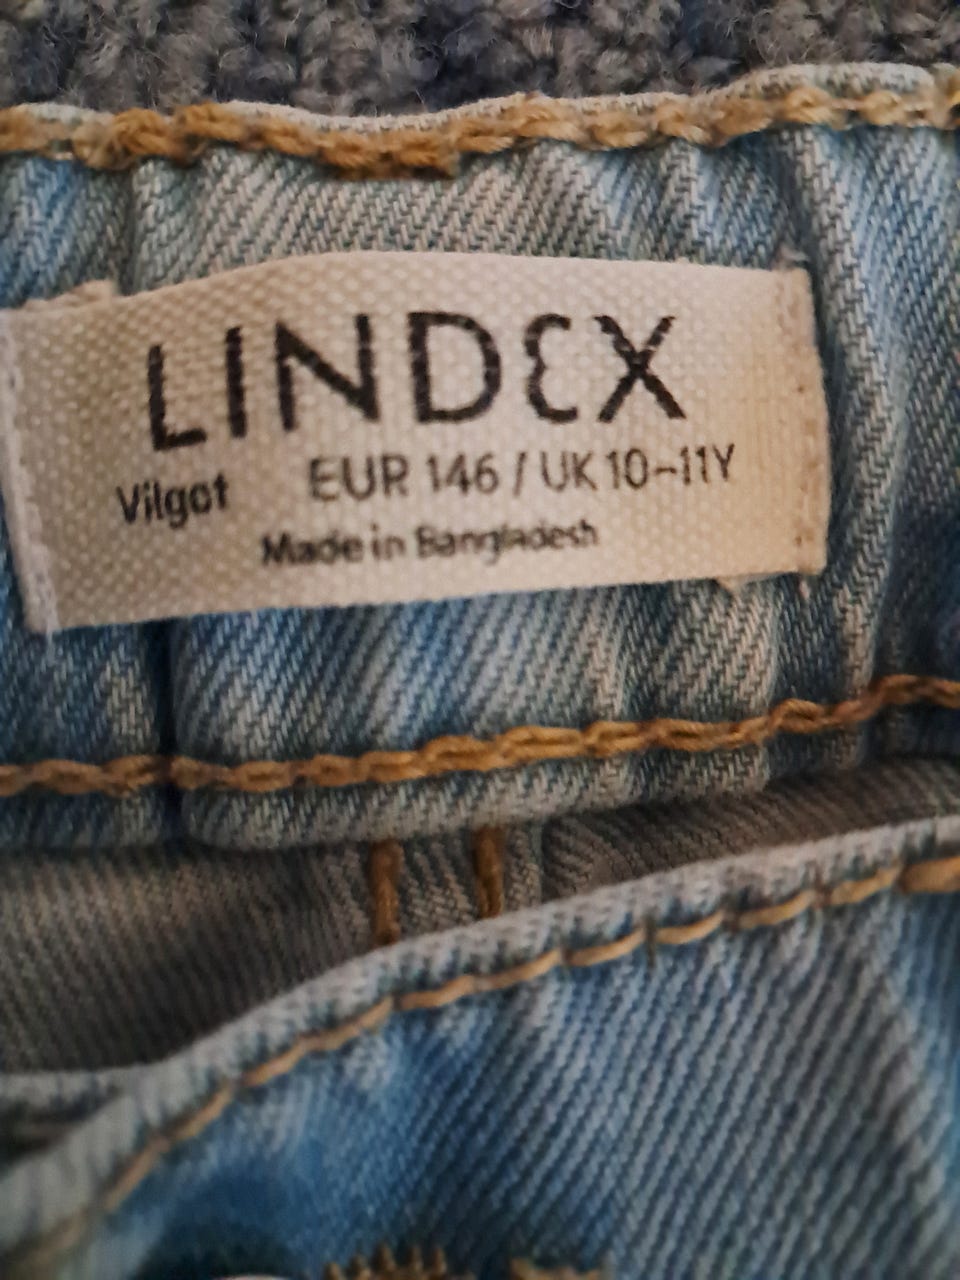 LINDEX
Vilgot EUR 146 / UK 10-11Y
Made in Bangladesh